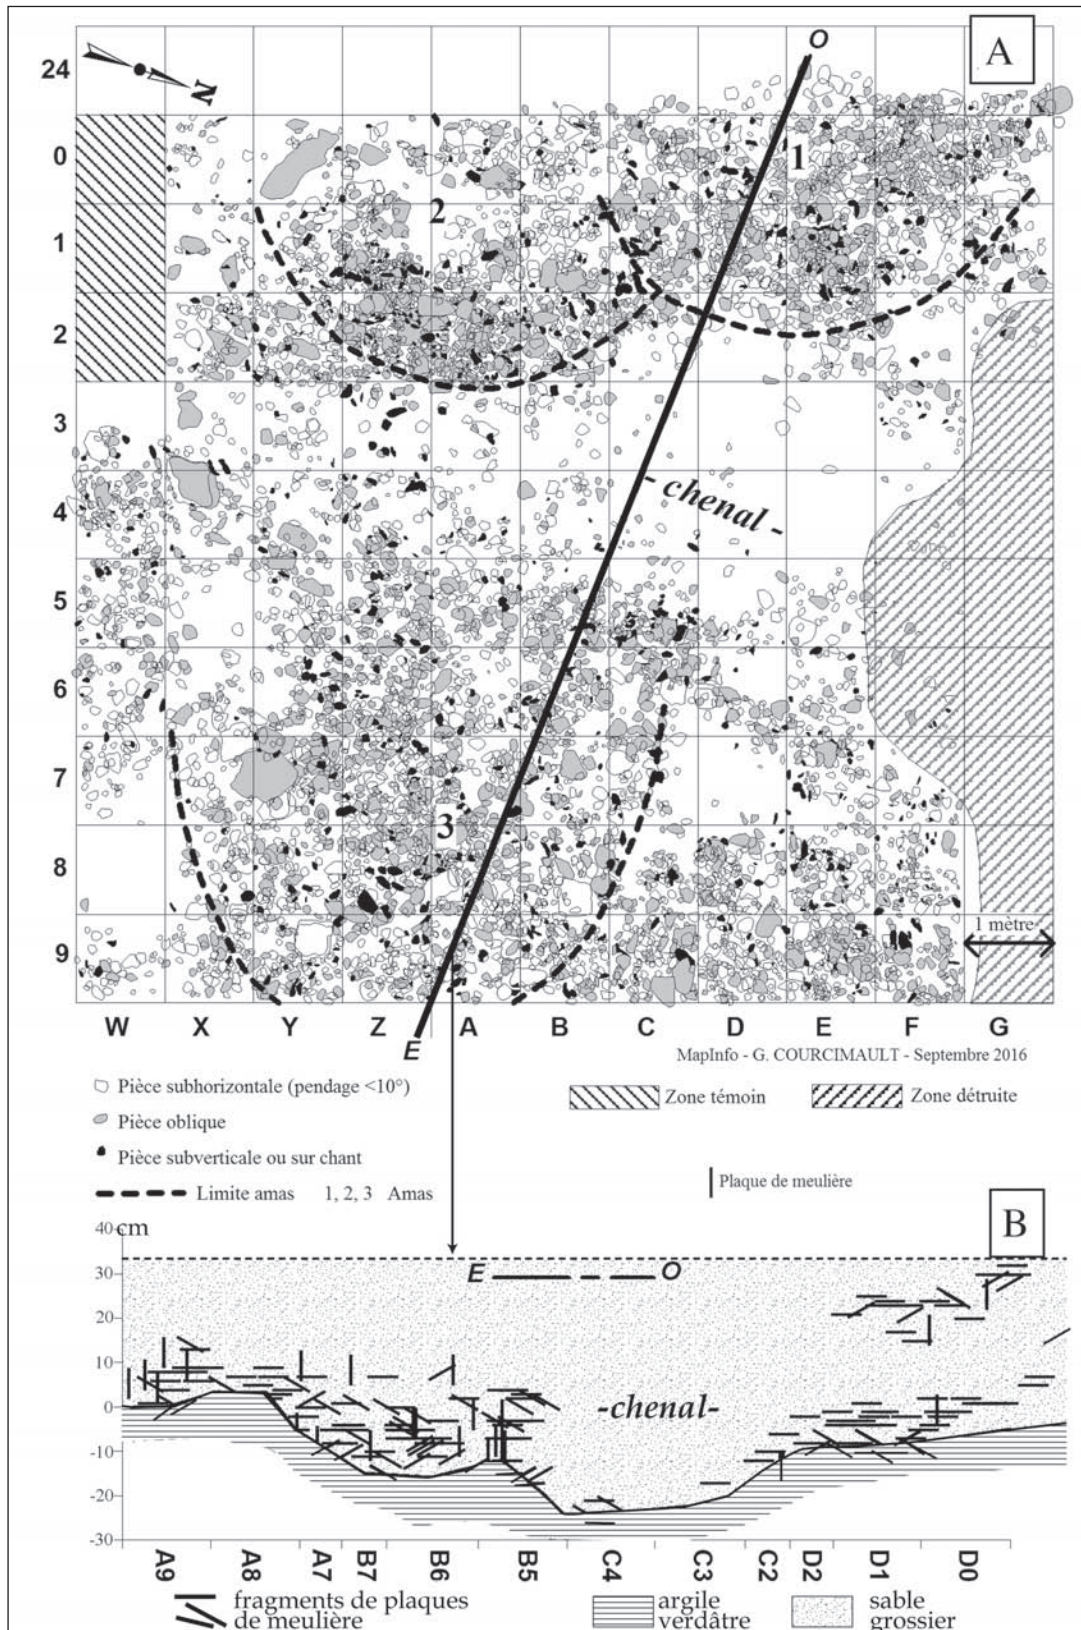 A
O
24
N
0
1
1
2
2
3
- chenal -
4
5
6
7
3
8
9
1 mètre
W X Y Z A B C D E F G
E
MapInfo - G. COURCIMAULT - Septembre 2016
Pièce subhorizontale (pendage <10°)
Zone témoin
Zone détruite
Pièce oblique
Pièce subverticale ou sur chant
Plaque de meulière
Limite amas 1, 2, 3 Amas
B
40 cm
E O
30
20
10
-chenal-
0
-10
-20
-30
A9 A8 A7 B7 B6 B5 C4 C3 C2 D2 D1 D0
fragments de plaques
de meulière
argile
verdâtre
sable
grossier